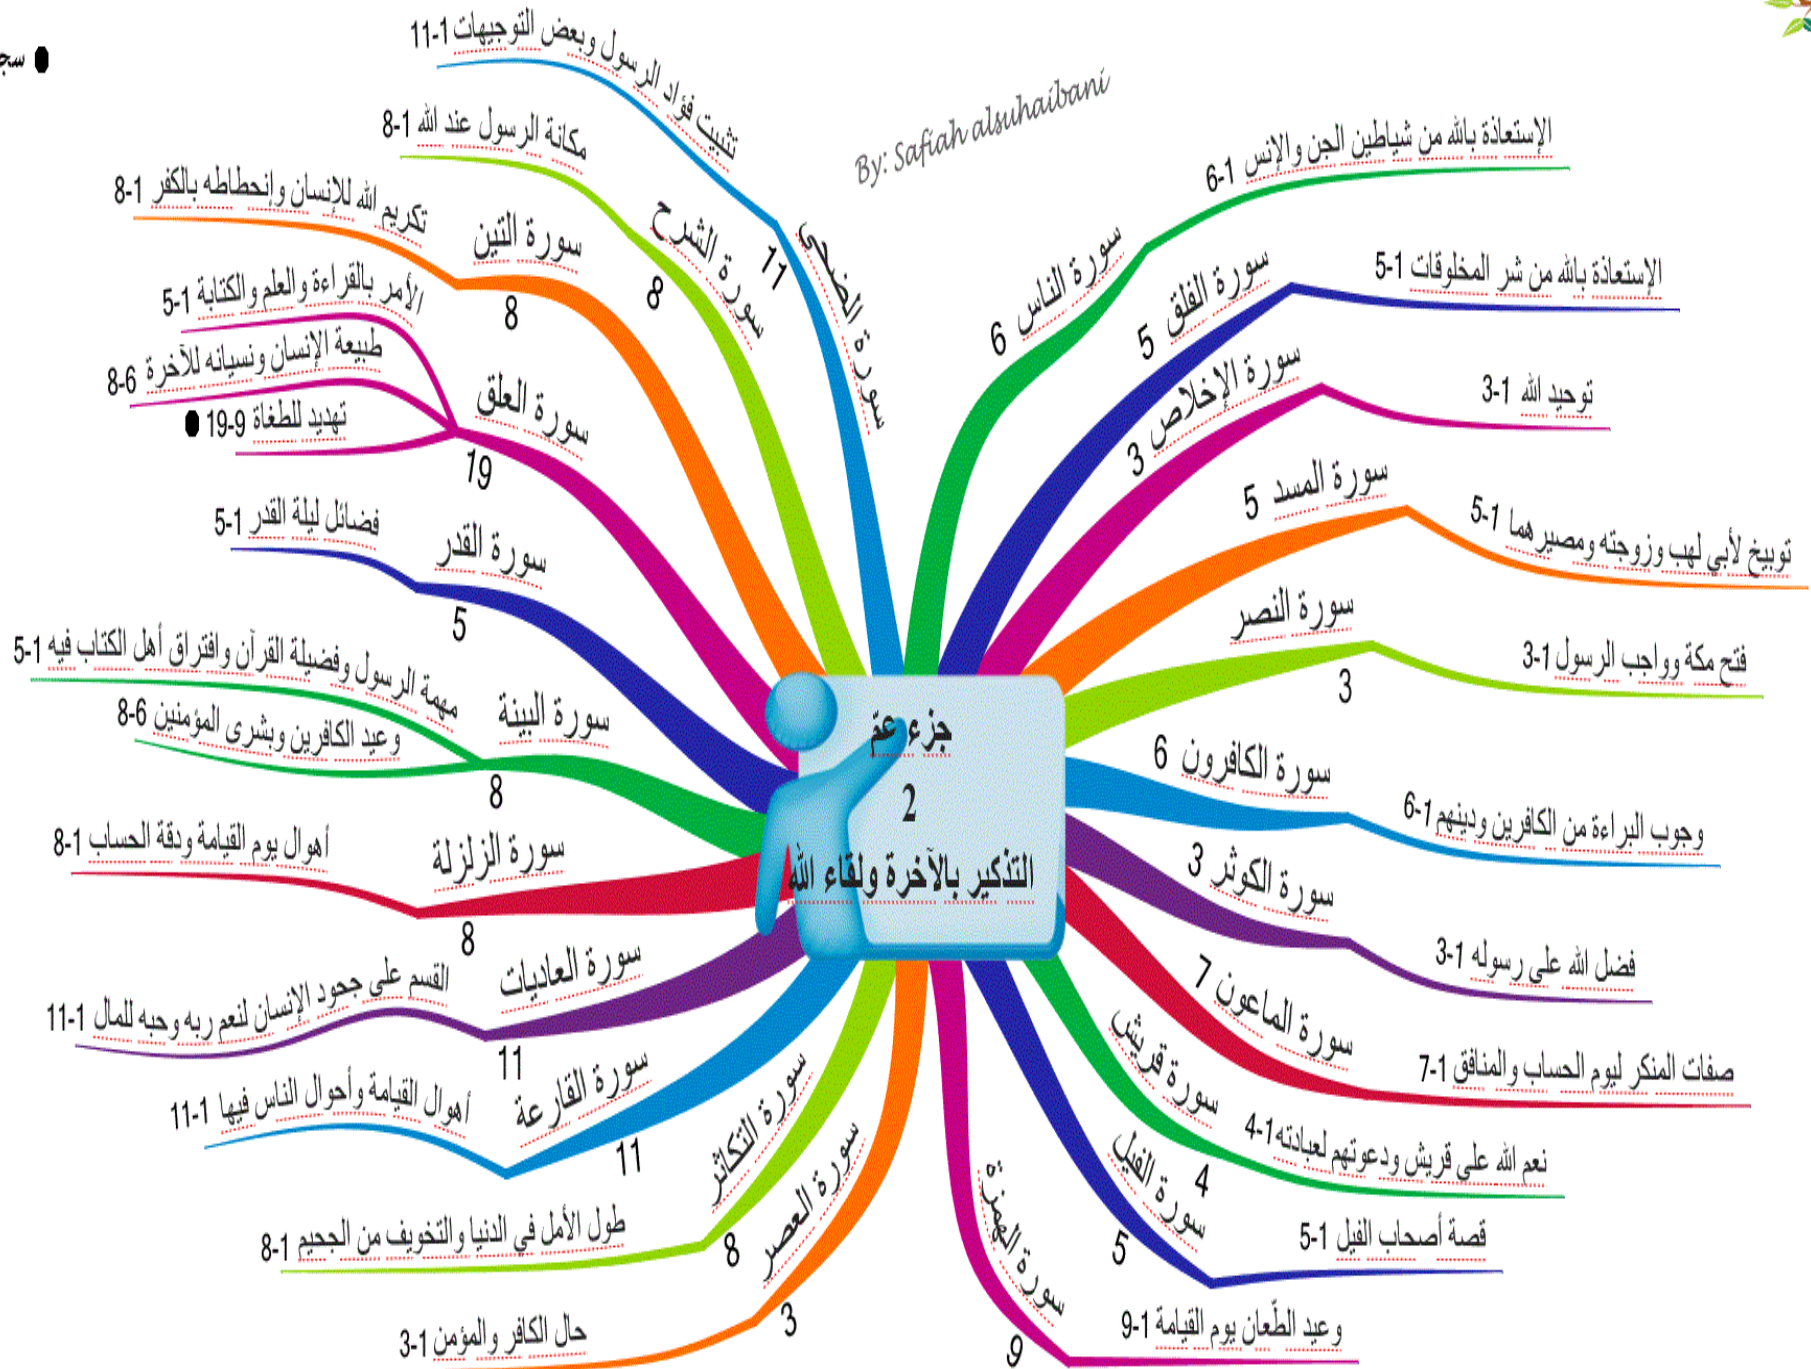 ● سج
By: Safiah alsuhaibani
جزء عمّ
2
التذكير بالآخرة ولقاء الله
سورة الناس 6
الإستعاذة بالله من شياطين الجن والإنس 1-6
سورة الفلق 5
الإستعاذة بالله من شر المخلوقات 1-5
سورة الإخلاص 3
توحيد الله 1-3
سورة المسد 5
توبيخ لأبي لهب وزوجته ومصيرهما 1-5
سورة النصر
3
فتح مكة وواجب الرسول 1-3
سورة الكافرون 6
وجوب البراءة من الكافرين ودينهم 1-6
سورة الكوثر 3
فضل الله على رسوله 1-3
سورة الماعون 7
صفات المنكر ليوم الحساب والمنافق 1-7
سورة قريش
4
نعم الله على قريش ودعوتهم لعبادته 1-4
سورة الفيل
5
قصة أصحاب الفيل 1-5
سورة الهمزة
9
وعيد الطّعان يوم القيامة 1-9
سورة العصر
3
حال الكافر والمؤمن 1-3
سورة التكاثر
8
طول الأمل في الدنيا والتخويف من الجحيم 1-8
سورة القارعة
11
أهوال القيامة وأحوال الناس فيها 1-11
سورة العاديات
11
القسم على جحود الإنسان لنعم ربه وحبه للمال 1-11
سورة الزلزلة
8
أهوال يوم القيامة ودقة الحساب 1-8
سورة البينة
8
مهمة الرسول وفضيلة القرآن وافتراق أهل الكتاب فيه 1-5
وعيد الكافرين وبشرى المؤمنين 6-8
سورة القدر
5
فضائل ليلة القدر 1-5
سورة العلق
19
الأمر بالقراءة والعلم والكتابة 1-5
طبيعة الإنسان ونسيانه للآخرة 6-8
تهديد للطغاة 9-19 ●
سورة التين
8
تكريم الله للإنسان وإنحطاطه بالكفر 1-8
سورة الشرح
8
مكانة الرسول عند الله 1-8
سورة الضحى
11
تثبيت فؤاد الرسول وبعض التوجيهات 1-11